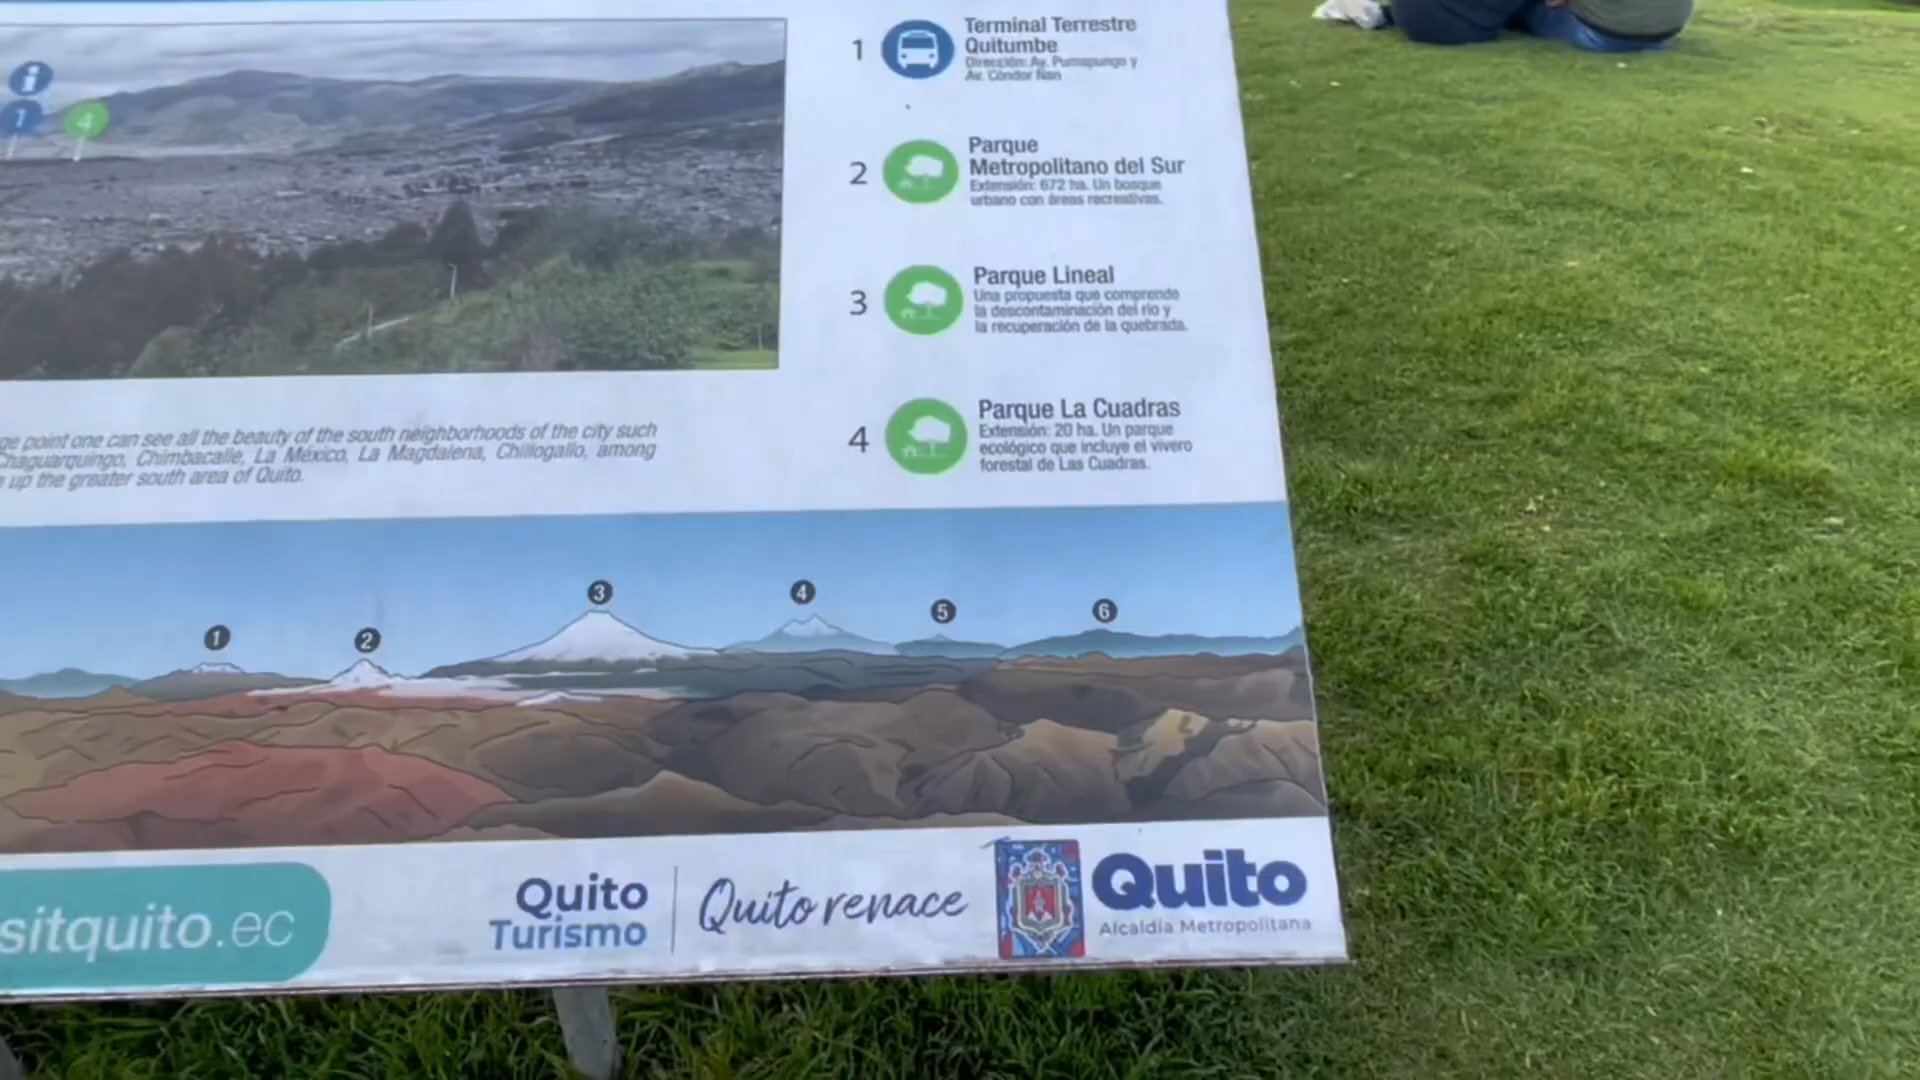 i
1
4
1
Terminal Terrestre
Quitumbe
Dirección: Av. Pumapungo y
Av. Cóndor Ñan
2
Parque
Metropolitano del Sur
Extensión: 672 ha. Un bosque
urbano con áreas recreativas.
3
Parque Lineal
Una propuesta que comprende
la descontaminación del río y
la recuperación de la quebrada.
4
Parque La Cuadras
Extensión: 20 ha. Un parque
ecológico que incluye el vivero
forestal de Las Cuadras.
ge point one can see all the beauty of the south neighborhoods of the city such
Chaguarquingo, Chimbacalle, La México, La Magdalena, Chillogallo, among
up the greater south area of Quito.
1
2
3
4
5
6
sitquito.ec
Quito
Turismo
Quito renace
Quito
Alcaldía Metropolitana